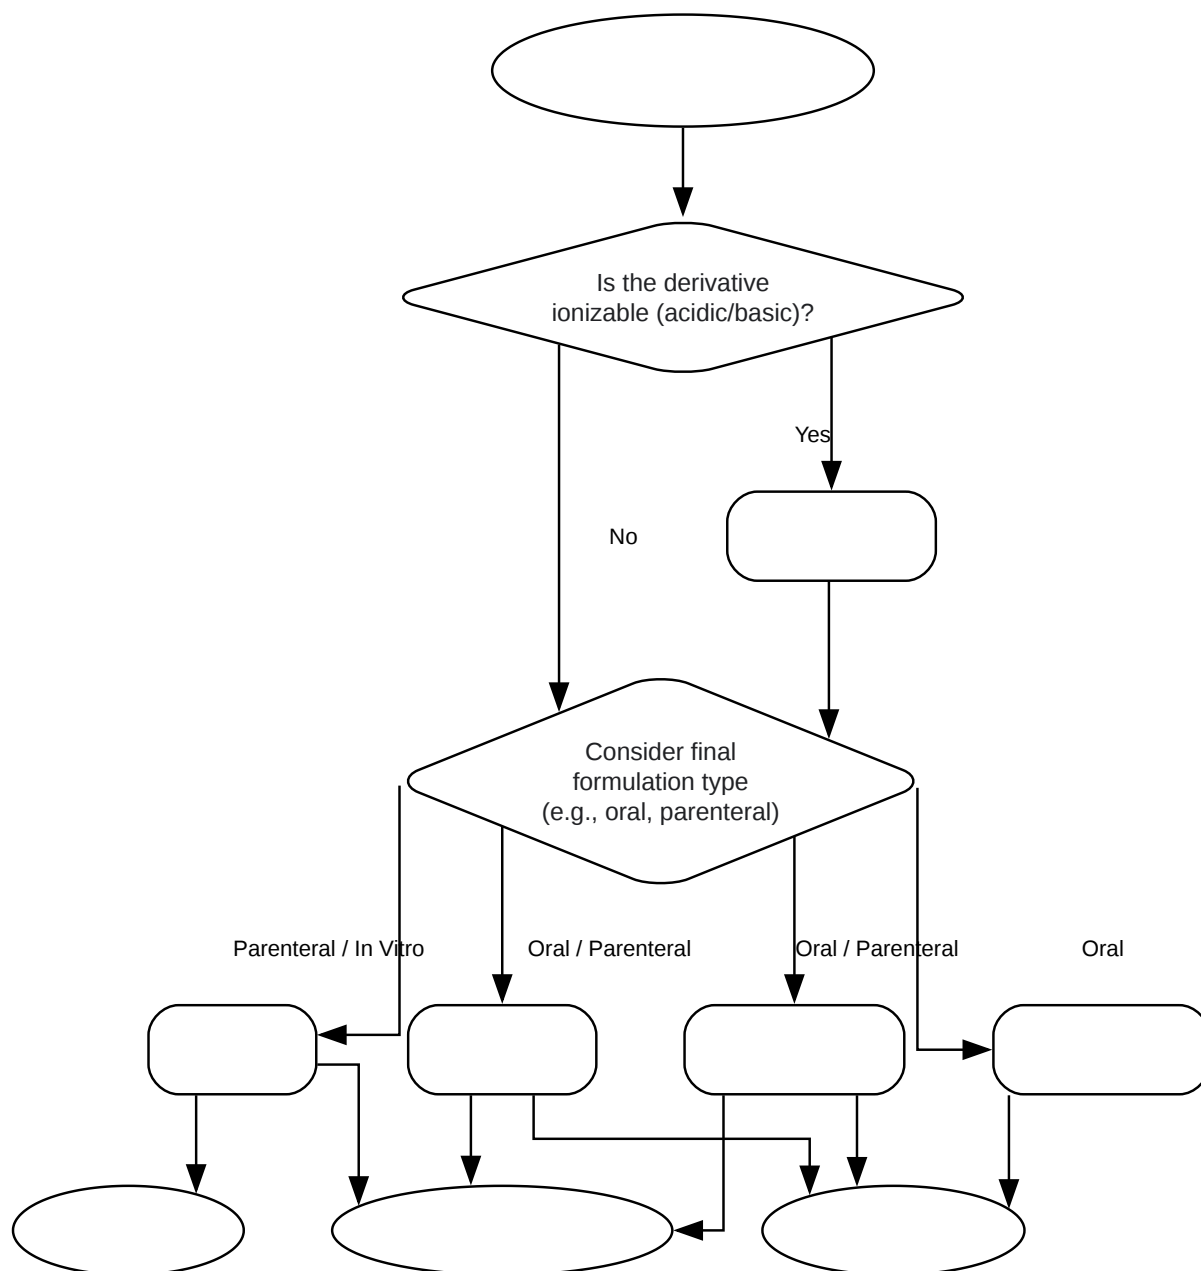 Is the derivative
ionizable (acidic/basic)?
Yes
No
Consider final
formulation type
(e.g., oral, parenteral)
Parenteral / In Vitro
Oral / Parenteral
Oral / Parenteral
Oral